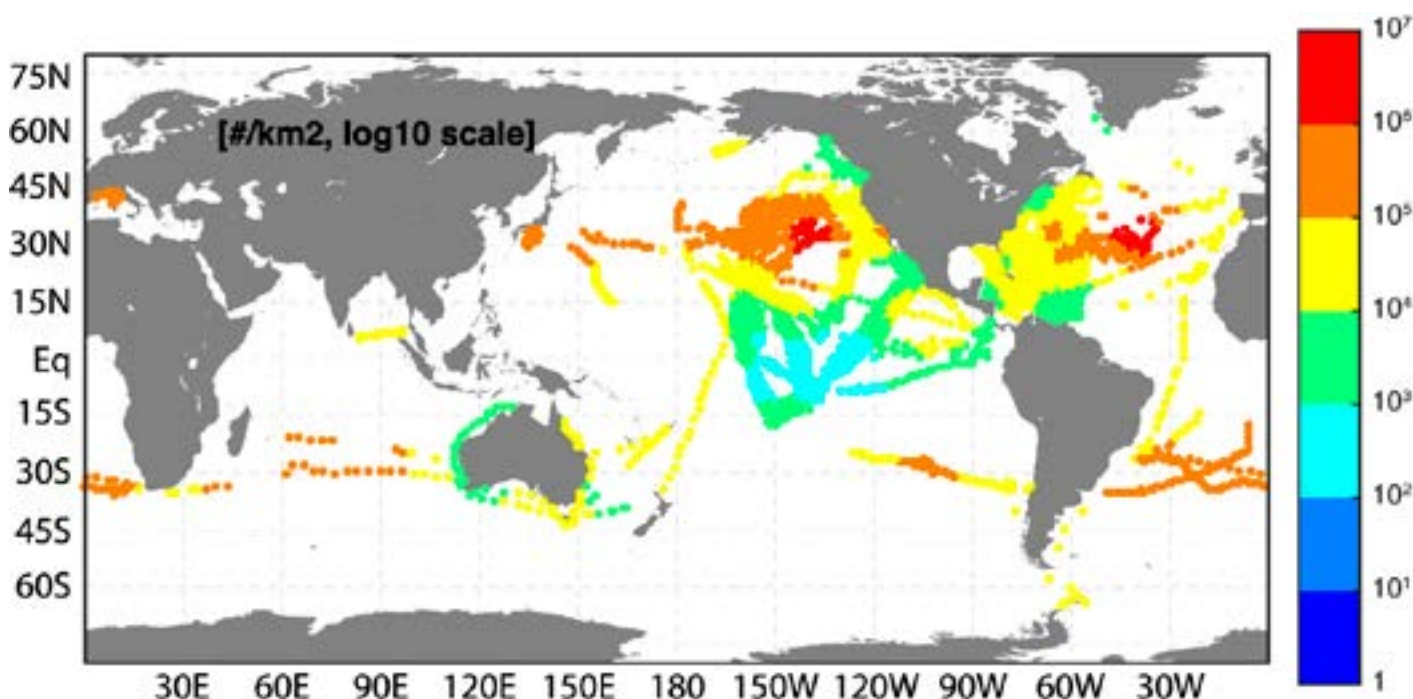 75N
60N
45N
30N
15N
Eq
15S
30S
45S
60S
[#/km2, log10 scale]
30E 60E 90E 120E 150E 180 150W 120W 90W 60W 30W
10⁷
10⁶
10⁵
10⁴
10³
10²
10¹
1